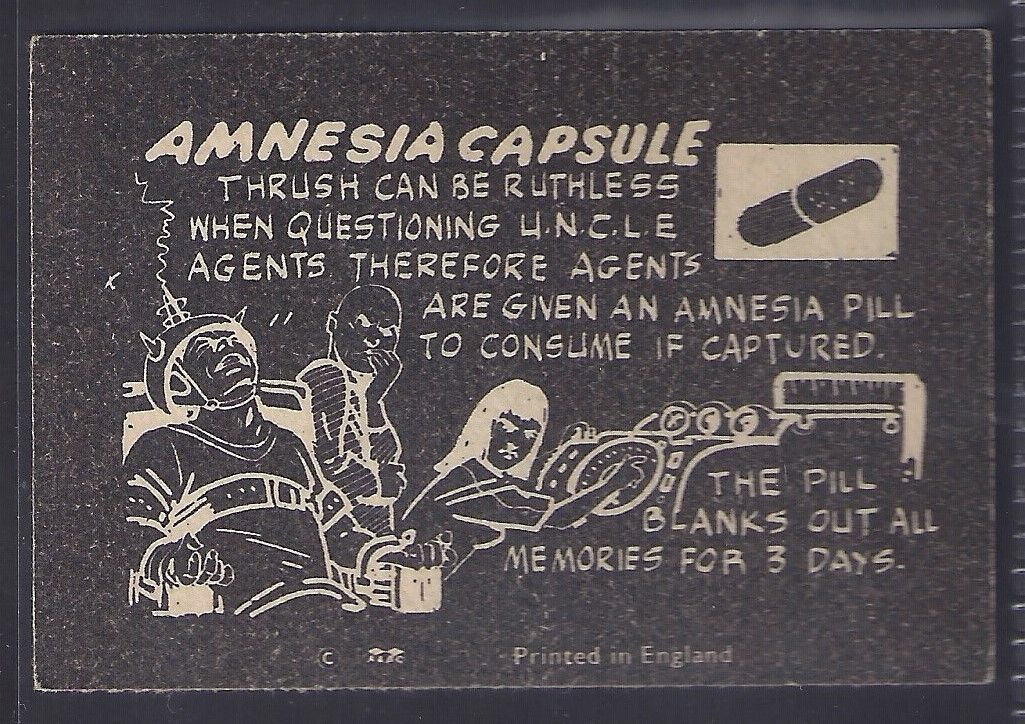 AMNESIA CAPSULE
THRUSH CAN BE RUTHLESS
WHEN QUESTIONING U.N.C.L.E
AGENTS. THEREFORE AGENTS
ARE GIVEN AN AMNESIA PILL
TO CONSUME IF CAPTURED.
THE PILL
BLANKS OUT ALL
MEMORIES FOR 3 DAYS.
C
Printed in England